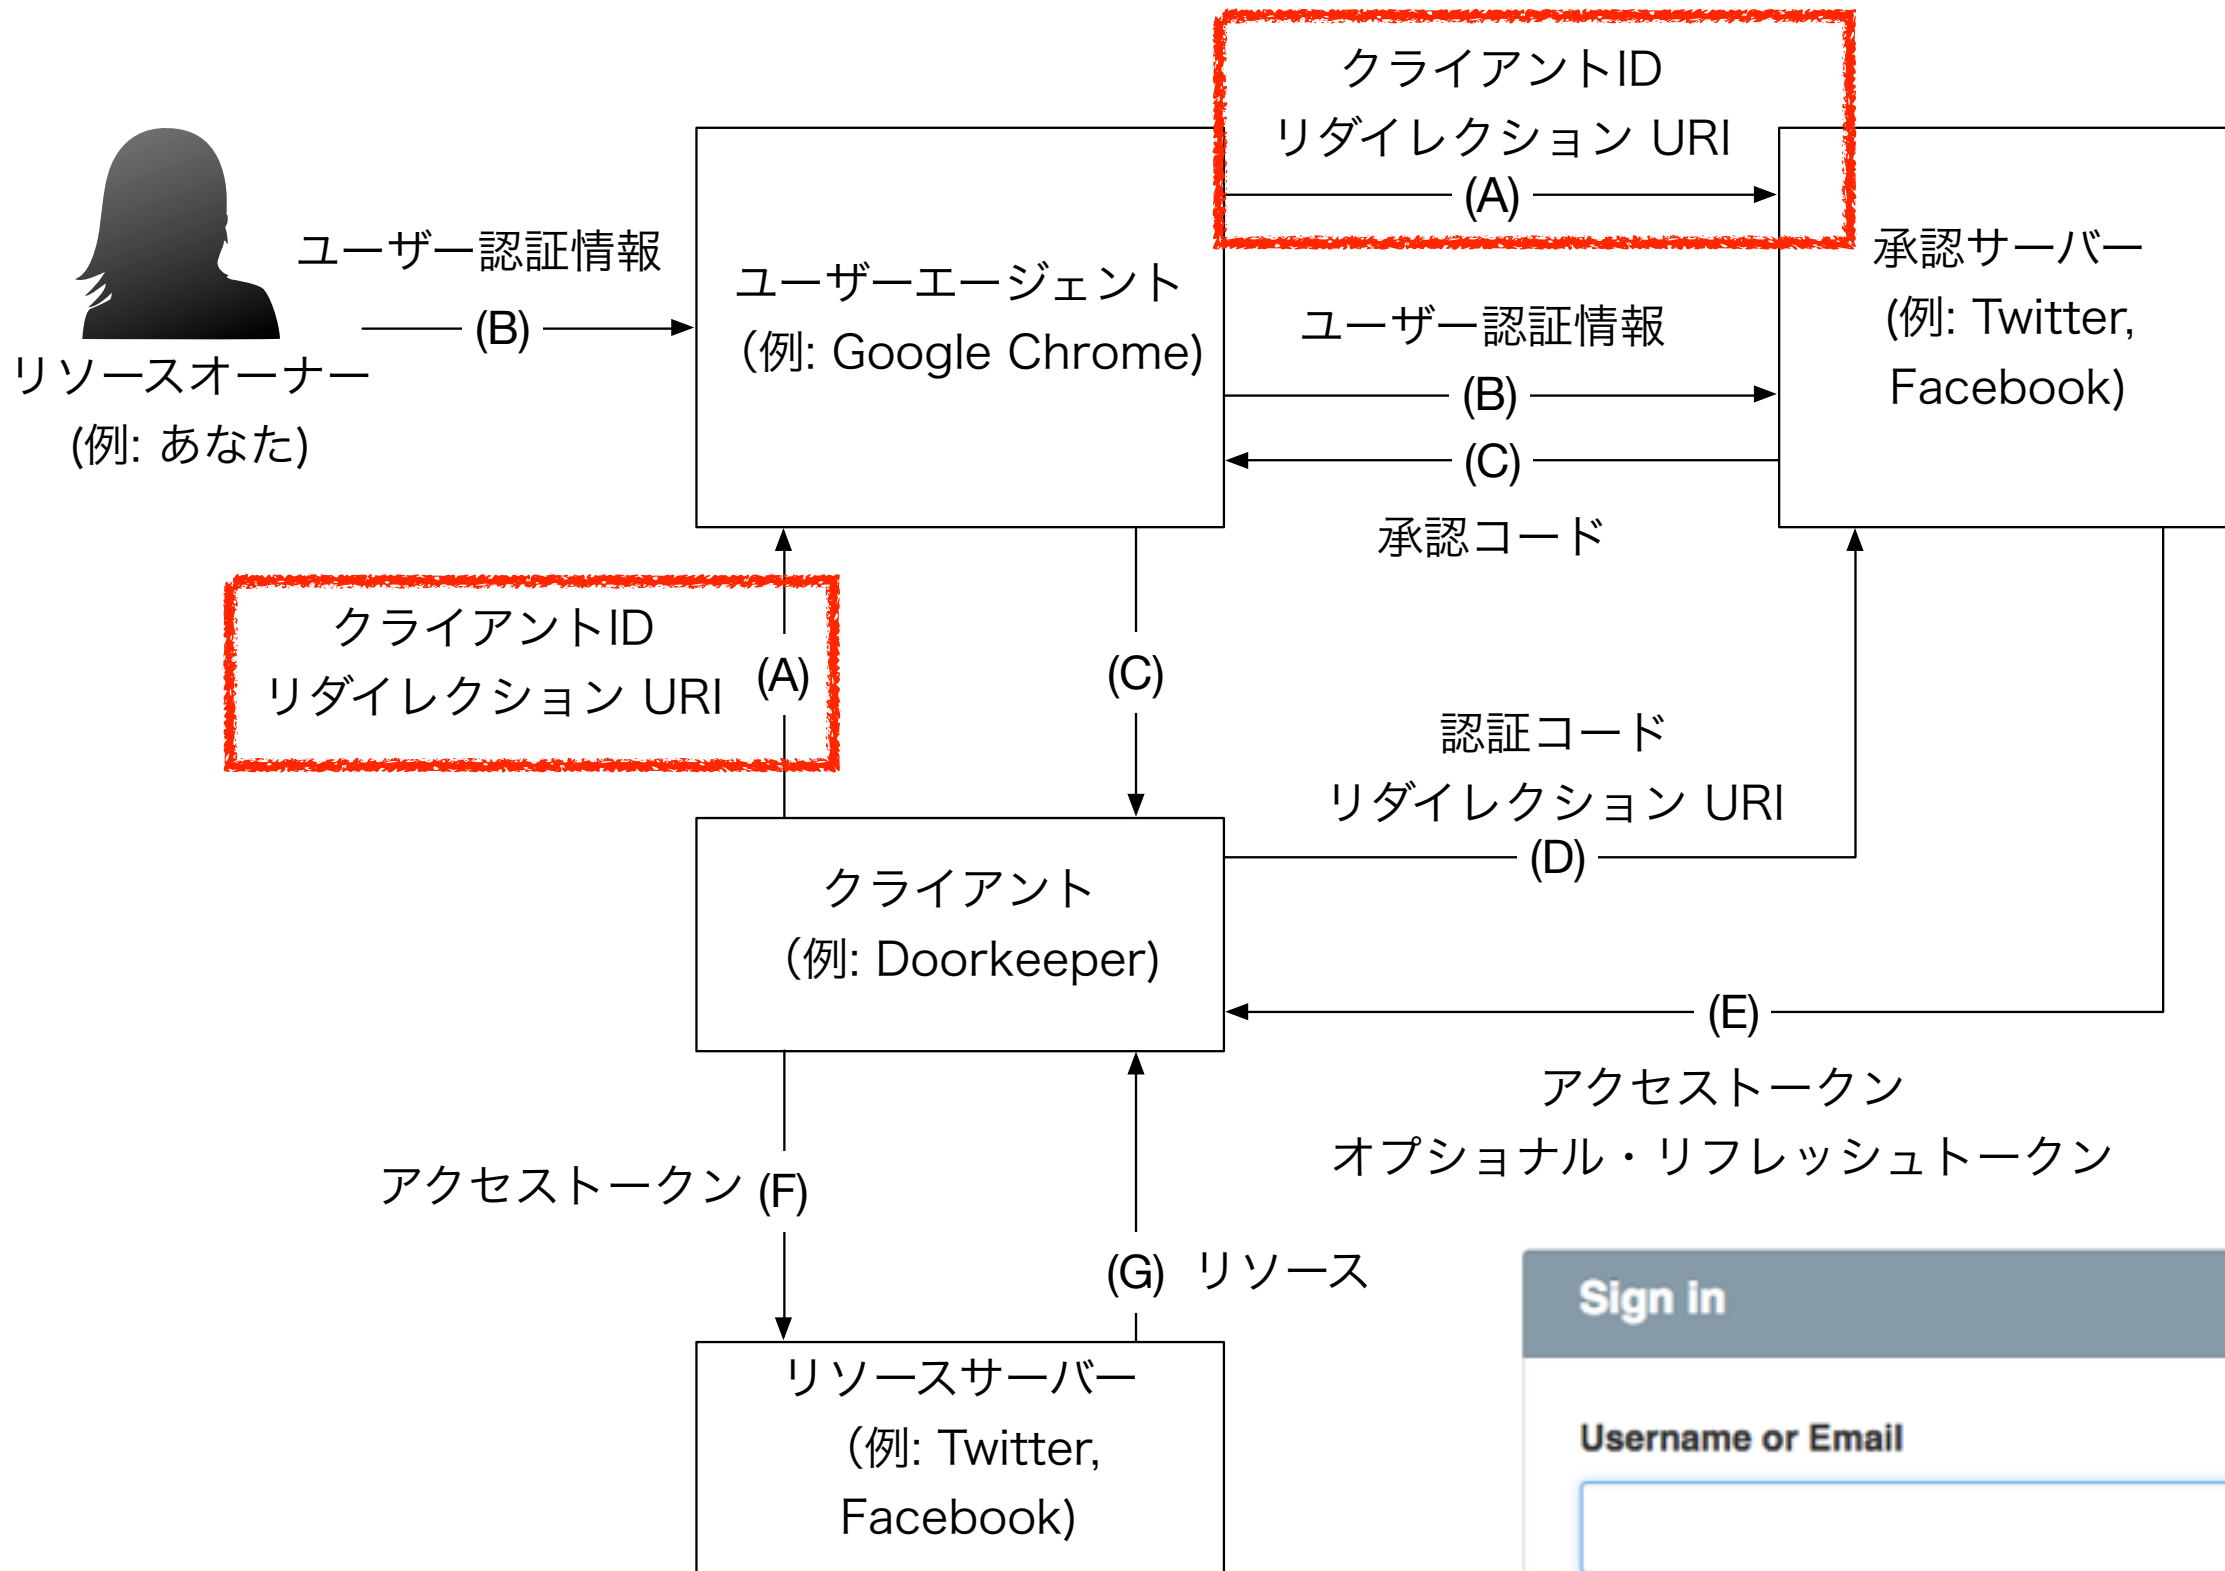 クライアントID
リダイレクション URI
(A)
ユーザー認証情報
(B)
リソースオーナー
(例: あなた)
ユーザーエージェント
(例: Google Chrome)
ユーザー認証情報
(B)
(C)
承認コード
承認サーバー
(例: Twitter,
Facebook)
クライアントID
リダイレクション URI
(A)
(C)
認証コード
リダイレクション URI
(D)
クライアント
(例: Doorkeeper)
(E)
アクセストークン
オプショナル・リフレッシュトークン
アクセストークン (F)
(G) リソース
リソースサーバー
(例: Twitter,
Facebook)
Sign in
Username or Email